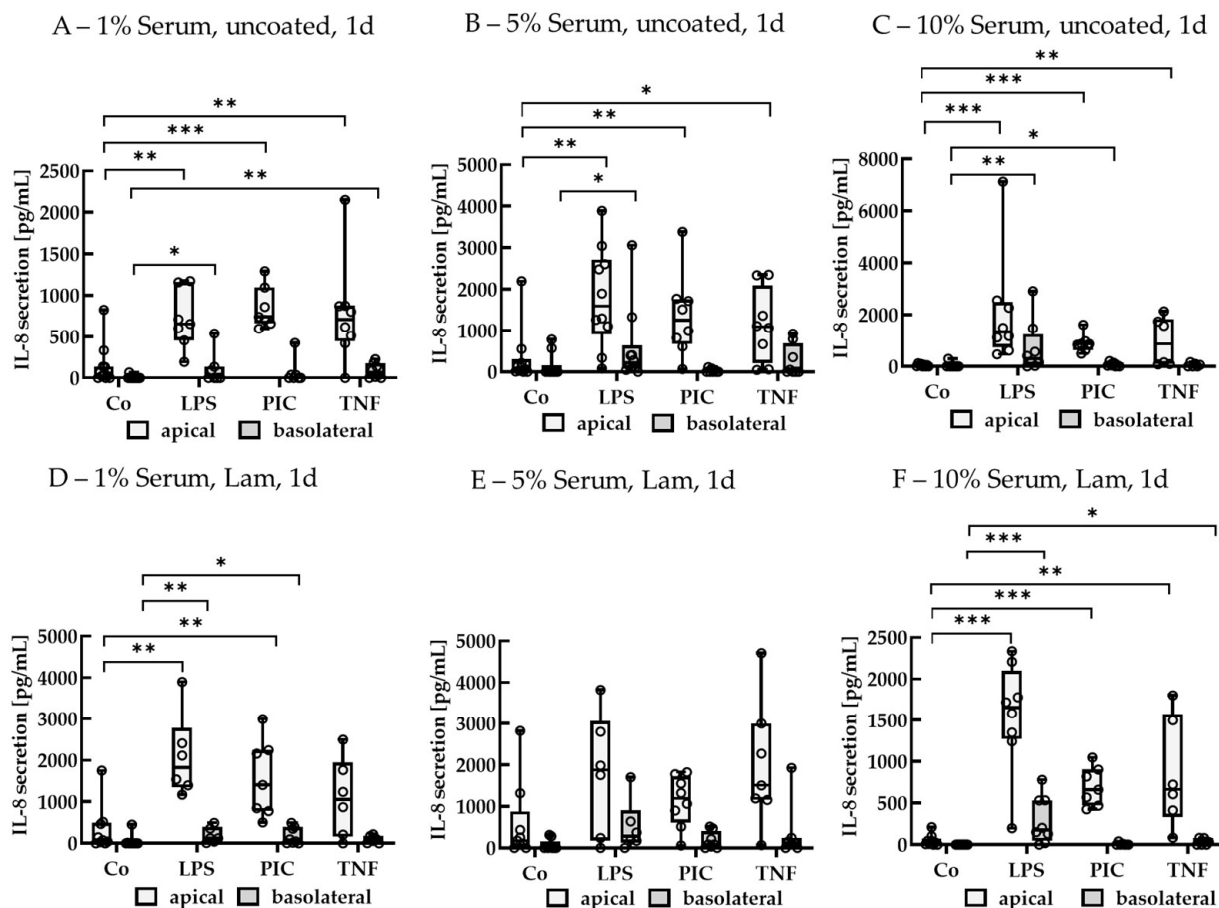 A – 1% Serum, uncoated, 1d
**
***
**
**
*
IL-8 secretion [pg/mL]
2500
2000
1500
1000
500
0
Co LPS PIC TNF
apical basolateral
B – 5% Serum, uncoated, 1d
*
**
**
*
IL-8 secretion [pg/mL]
5000
4000
3000
2000
1000
0
Co LPS PIC TNF
apical basolateral
C – 10% Serum, uncoated, 1d
**
***
***
*
**
IL-8 secretion [pg/mL]
8000
6000
4000
2000
0
Co LPS PIC TNF
apical basolateral
D – 1% Serum, Lam, 1d
*
**
**
**
IL-8 secretion [pg/mL]
5000
4000
3000
2000
1000
0
Co LPS PIC TNF
apical basolateral
E – 5% Serum, Lam, 1d
IL-8 secretion [pg/mL]
5000
4000
3000
2000
1000
0
Co LPS PIC TNF
apical basolateral
F – 10% Serum, Lam, 1d
*
***
**
***
***
IL-8 secretion [pg/mL]
2500
2000
1500
1000
500
0
Co LPS PIC TNF
apical basolateral